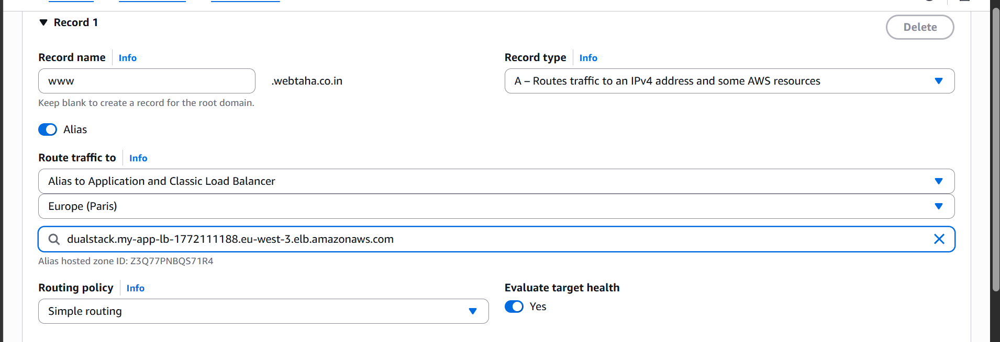 Record 1
Delete
Record name Info
Record type Info
www .webtaha.co.in
A – Routes traffic to an IPv4 address and some AWS resources
Keep blank to create a record for the root domain.
Alias
Route traffic to Info
Alias to Application and Classic Load Balancer
Europe (Paris)
dualstack.my-app-lb-1772111188.eu-west-3.elb.amazonaws.com
Alias hosted zone ID: Z3Q77PNBQS71R4
Routing policy Info
Evaluate target health
Simple routing
Yes